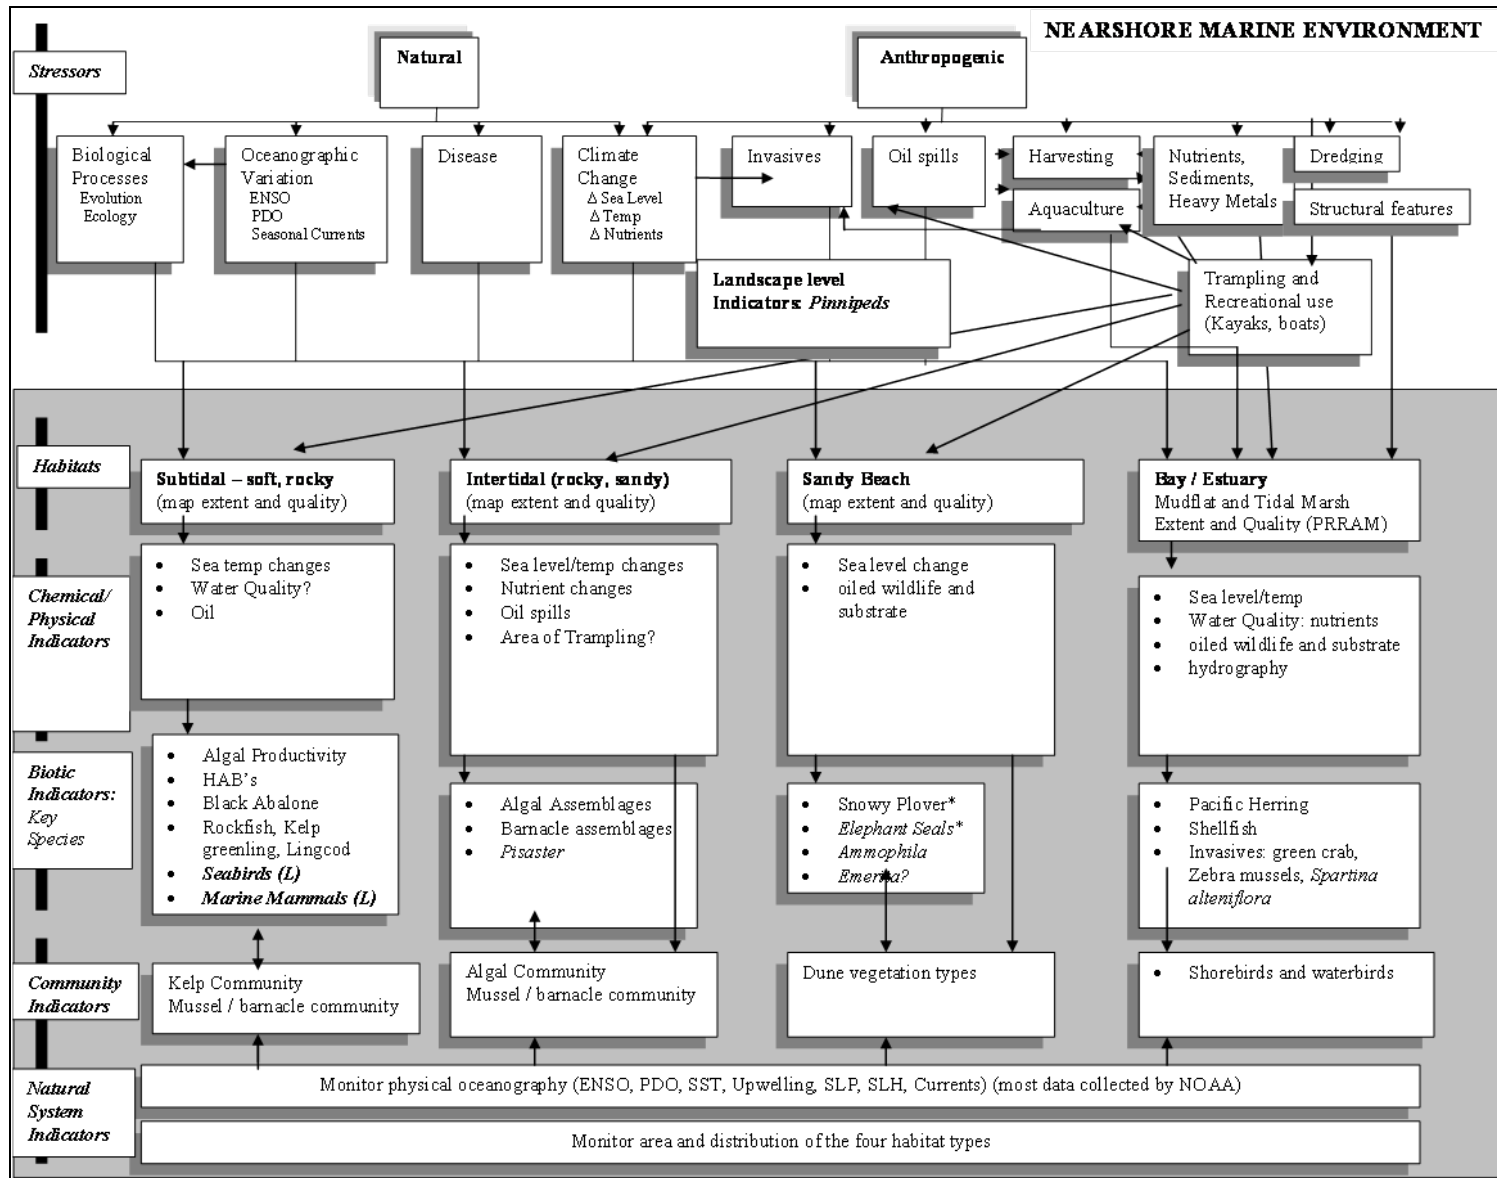 NEARSHORE MARINE ENVIRONMENT
Stressors
Natural
Anthropogenic
Biological
Processes
Evolution
Ecology
Oceanographic
Variation
ENSO
PDO
Seasonal Currents
Disease
Climate
Change
Δ Sea Level
Δ Temp
Δ Nutrients
Invasives
Oil spills
Harvesting
Aquaculture
Nutrients,
Sediments,
Heavy Metals
Dredging
Structural features
Landscape level
Indicators: Pinnipeds
Trampling and
Recreational use
(Kayaks, boats)
Habitats
Subtidal – soft, rocky
(map extent and quality)
Intertidal (rocky, sandy)
(map extent and quality)
Sandy Beach
(map extent and quality)
Bay / Estuary
Mudflat and Tidal Marsh
Extent and Quality (PRRAM)
Chemical/
Physical
Indicators
• Sea temp changes
• Water Quality?
• Oil
• Sea level/temp changes
• Nutrient changes
• Oil spills
• Area of Trampling?
• Sea level change
• oiled wildlife and
substrate
• Sea level/temp
• Water Quality: nutrients
• oiled wildlife and substrate
• hydrography
Biotic
Indicators:
Key
Species
• Algal Productivity
• HAB's
• Black Abalone
• Rockfish, Kelp
greenling, Lingcod
• Seabirds (L)
• Marine Mammals (L)
• Algal Assemblages
• Barnacle assemblages
• Pisaster
• Snowy Plover*
• Elephant Seals*
• Ammophila
• Emerita?
• Pacific Herring
• Shellfish
• Invasives: green crab,
Zebra mussels, Spartina
alteniflora
Community
Indicators
Kelp Community
Mussel / barnacle community
Algal Community
Mussel / barnacle community
Dune vegetation types
• Shorebirds and waterbirds
Natural
System
Indicators
Monitor physical oceanography (ENSO, PDO, SST, Upwelling, SLP, SLH, Currents) (most data collected by NOAA)
Monitor area and distribution of the four habitat types